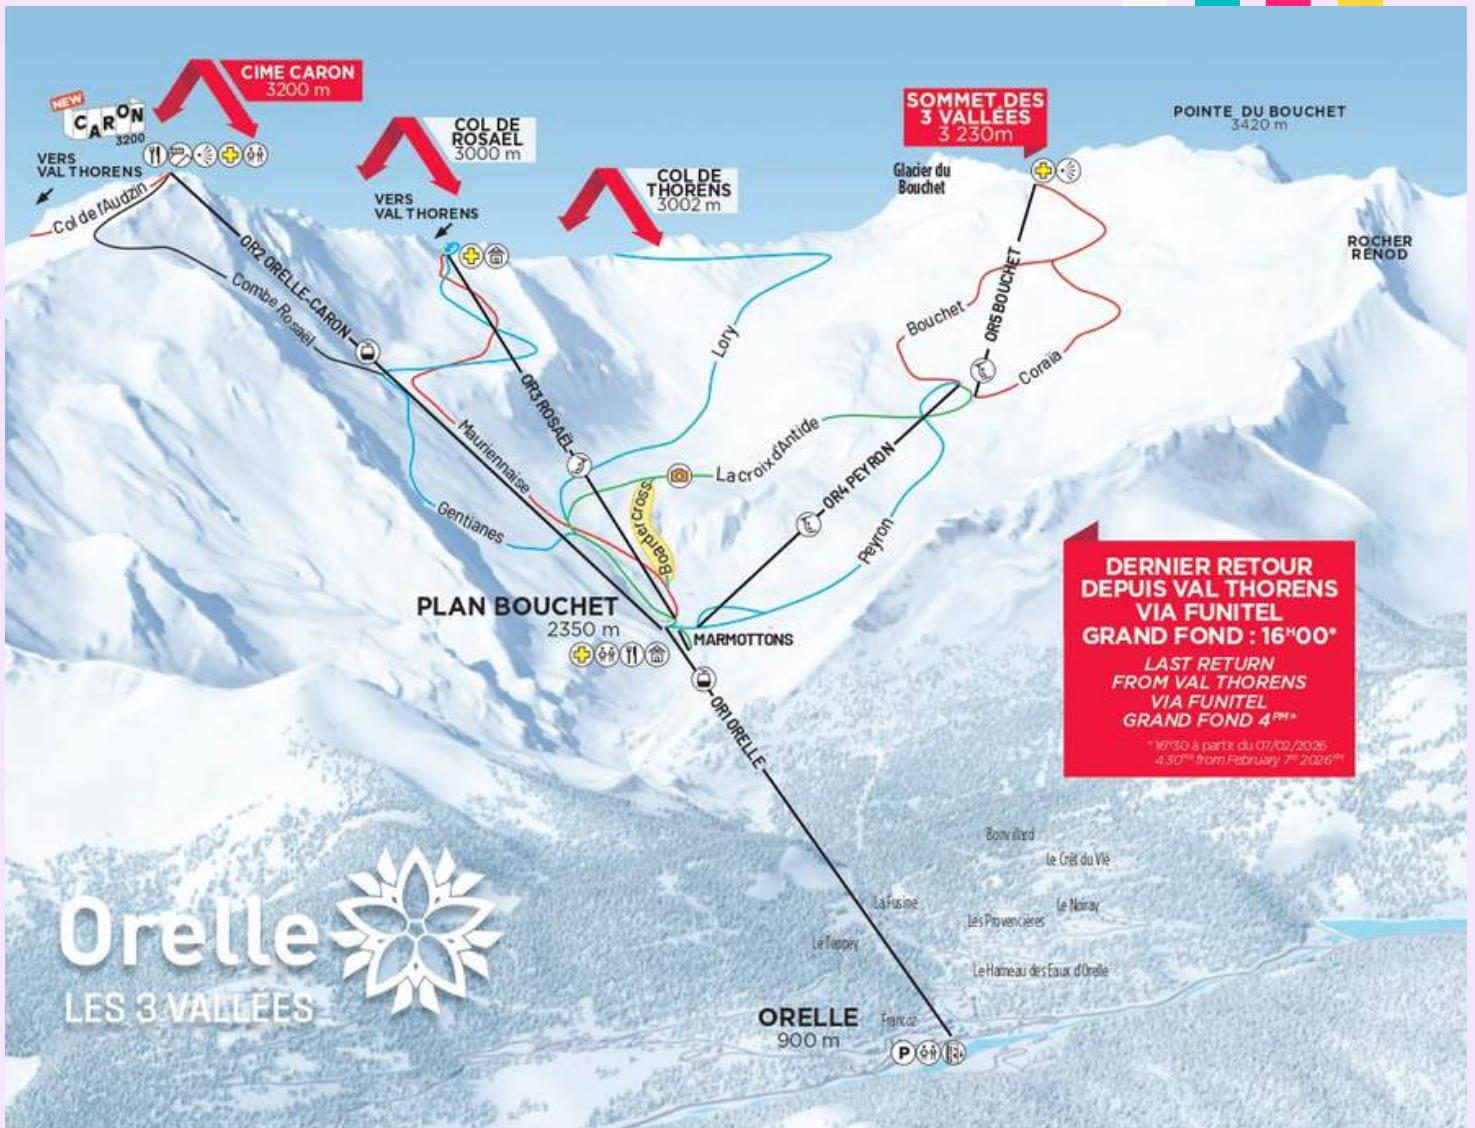 CIME CARON
3200 m
NEW
CARON
3200
VERS
VAL THORENS
Col de l'Audzin
COL DE
ROSAEL
3000 m
VERS
VAL THORENS
COL DE
THORENS
3002 m
SOMMET DES
3 VALLÉES
3 230m
Glacier du
Bouchet
POINTE DU BOUCHET
3420 m
ROCHER
RENOD
OR2 ORELLE-CARON
Combe Rosaël
OR3 ROSAËL
Lory
Bouchet
OR5 BOUCHET
Coraïa
Mauriennaise
Gentianes
La croix d'Antide
Boardercross
OR4 PEYRON
Peyron
PLAN BOUCHET
2350 m
MARMOTTONS
OR1 ORELLE
DERNIER RETOUR
DEPUIS VAL THORENS
VIA FUNITEL
GRAND FOND : 16H00*
LAST RETURN
FROM VAL THORENS
VIA FUNITEL
GRAND FOND 4PM*
*16H30 à partir du 07/02/2026
4.30PM from February 7th 2026
Bonvillard
Le Crêt du Vlé
La Fusine
Le Noiray
Les Provencières
Le Teppey
Le Hameau des Eaux d'Orelle
Orelle
LES 3 VALLÉES
ORELLE
900 m
Francoz
P